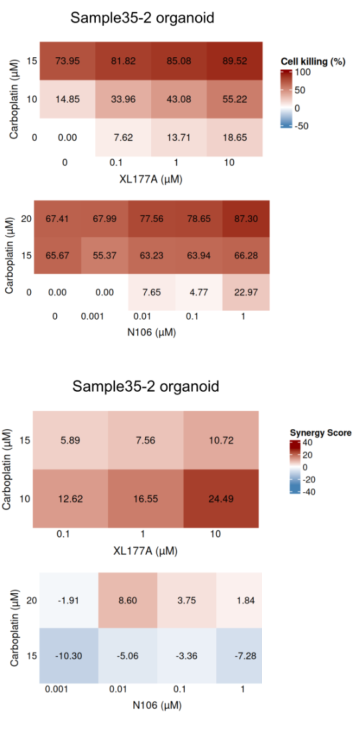 Sample35-2 organoid
Cell killing (%)
100
50
0
-50
Carboplatin (µM)
15 73.95 81.82 85.08 89.52
10 14.85 33.96 43.08 55.22
0 0.00 7.62 13.71 18.65
0 0.1 1 10
XL177A (µM)
Carboplatin (µM)
20 67.41 67.99 77.56 78.65 87.30
15 65.67 55.37 63.23 63.94 66.28
0 0.00 0.00 7.65 4.77 22.97
0 0.001 0.01 0.1 1
N106 (µM)
Sample35-2 organoid
Synergy Score
40
20
0
-20
-40
Carboplatin (µM)
15 5.89 7.56 10.72
10 12.62 16.55 24.49
0.1 1 10
XL177A (µM)
Carboplatin (µM)
20 -1.91 8.60 3.75 1.84
15 -10.30 -5.06 -3.36 -7.28
0.001 0.01 0.1 1
N106 (µM)